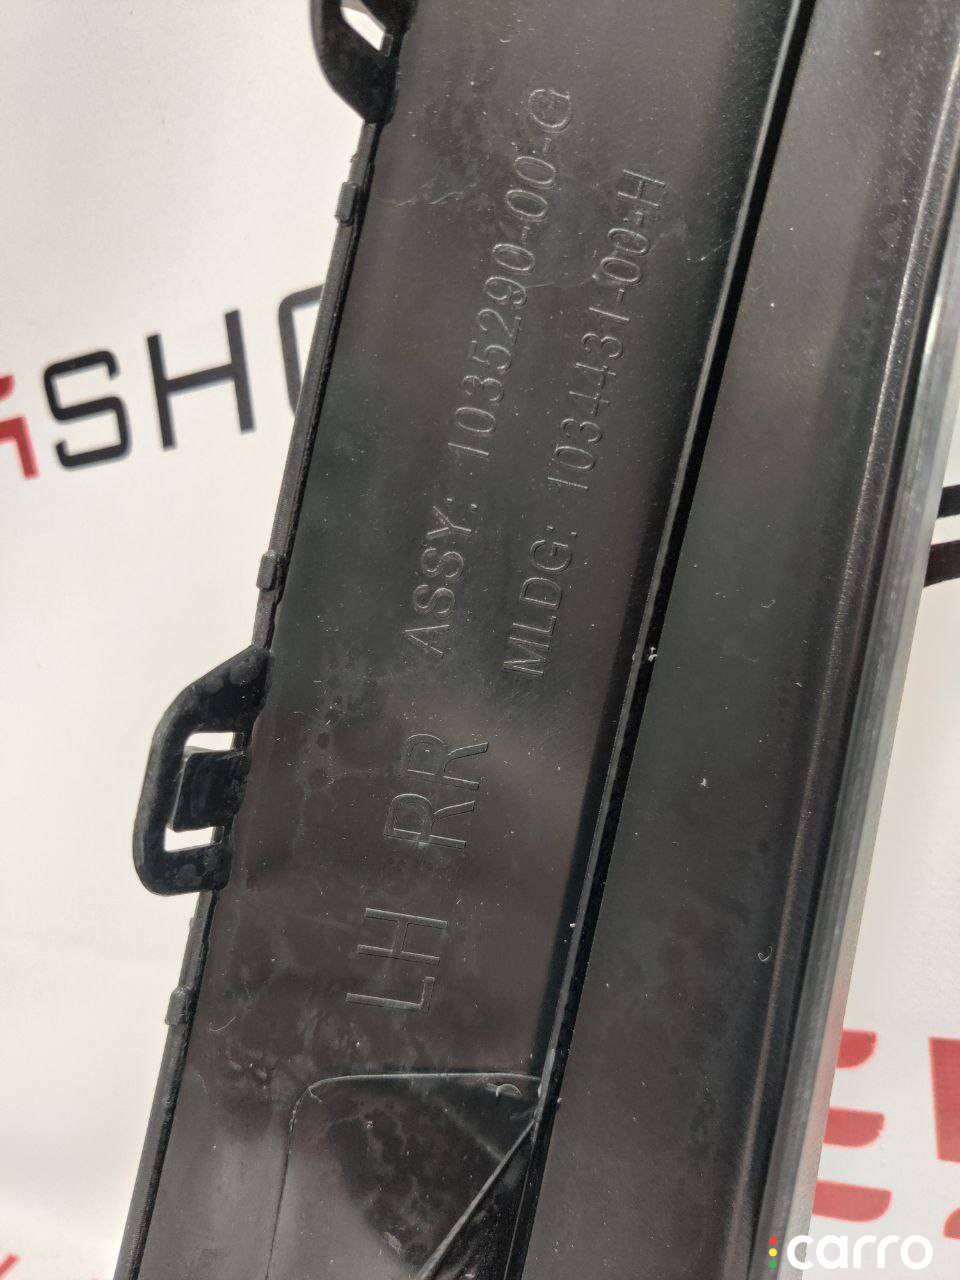 ASSY: 1035290-00-G
MLDG: 1034431-00-H
LH RR
SHO
carro